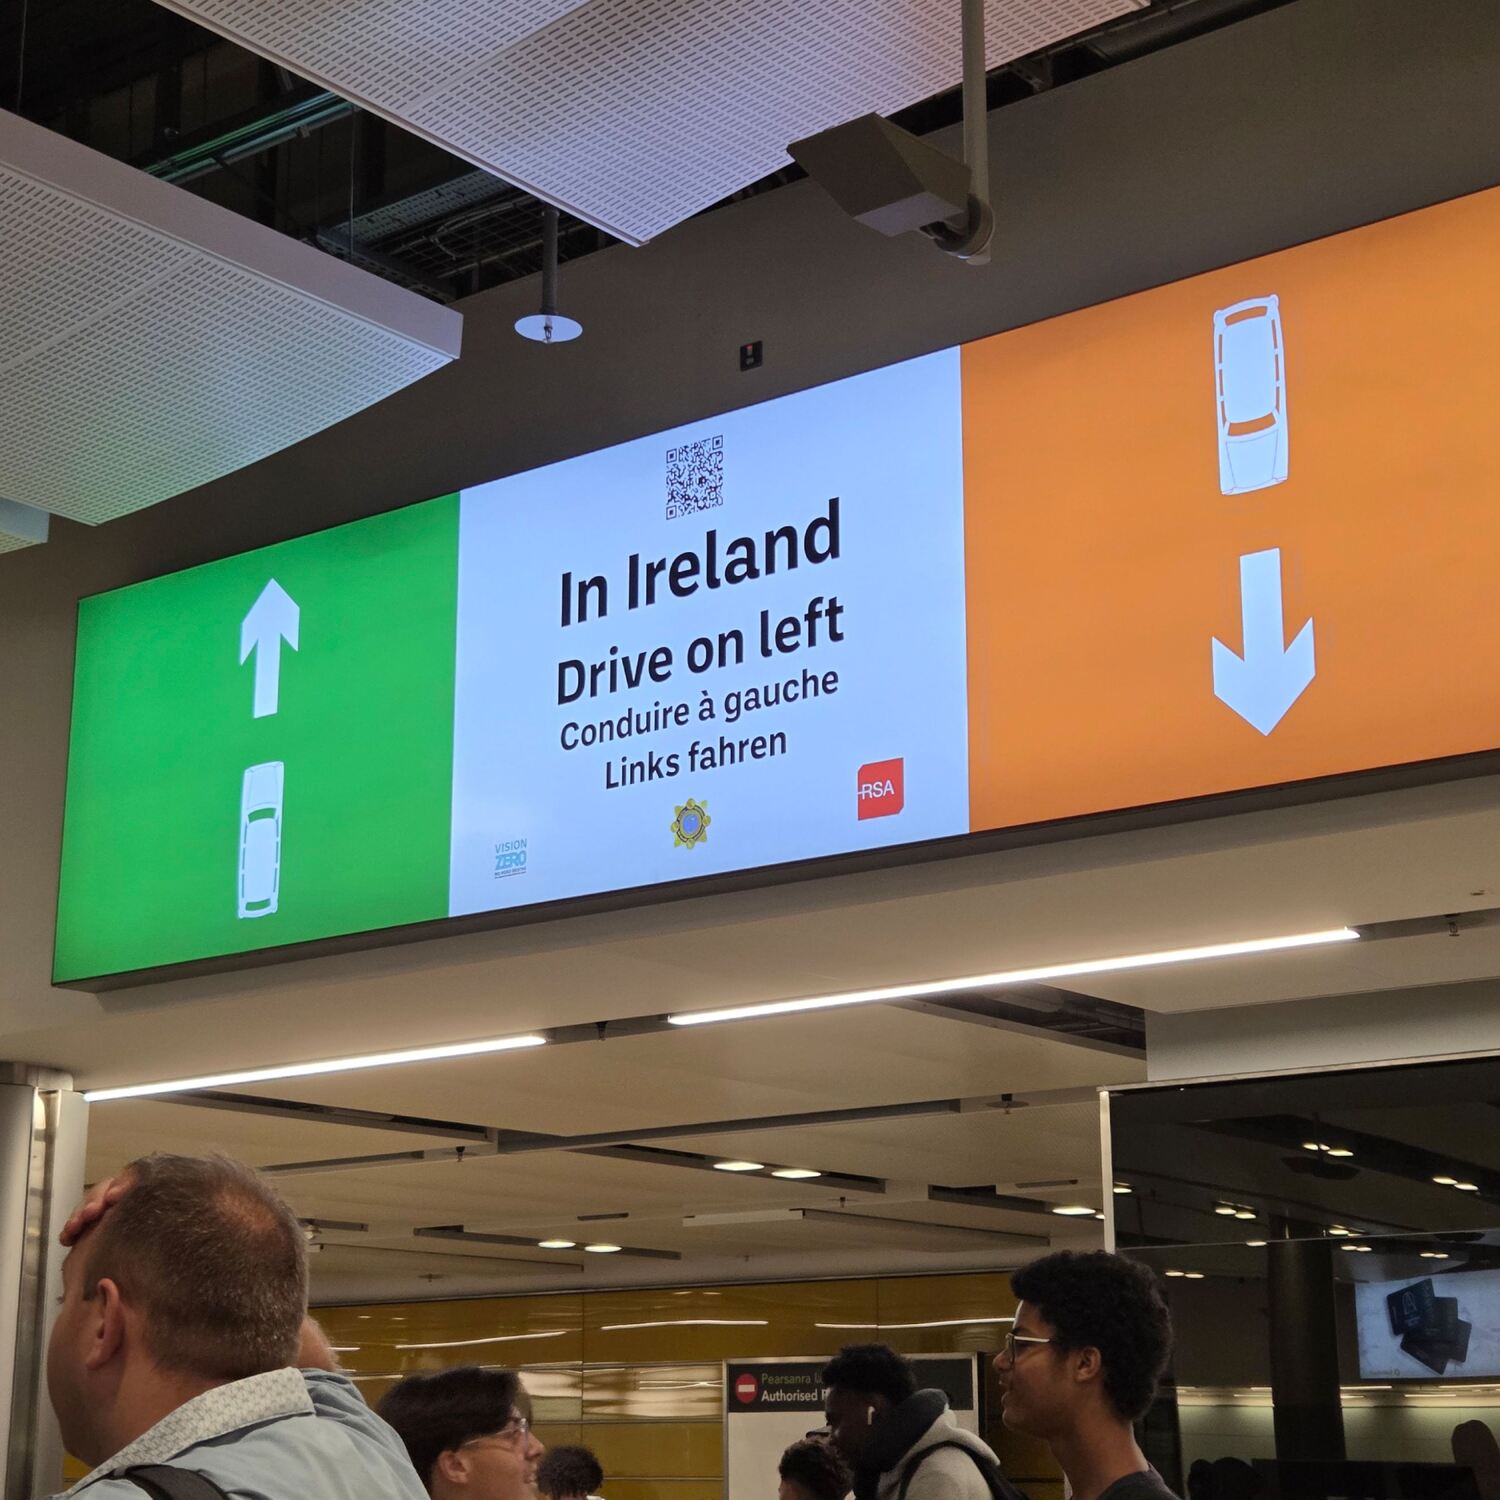 In Ireland
Drive on left
Conduire à gauche
Links fahren
RSA
VISION
ZERO
Pearsanra
Authorised